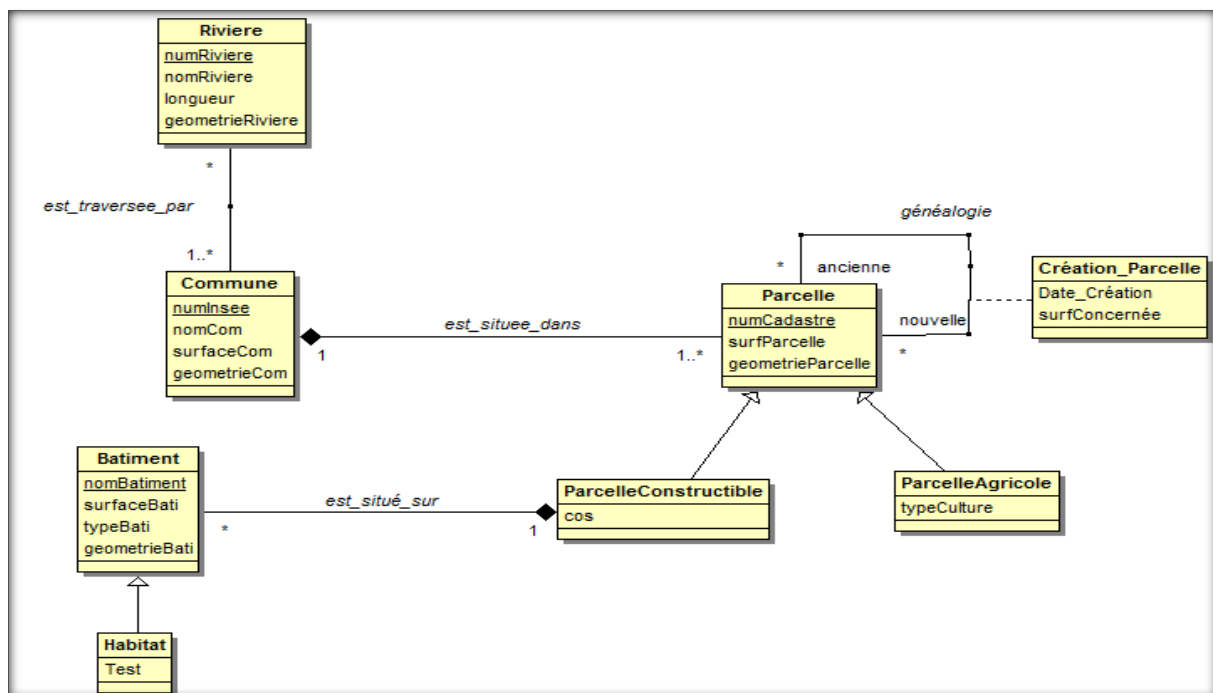 Riviere
numRiviere
nomRiviere
longueur
geometrieRiviere
*
est_traversee_par
1..*
Commune
numInsee
nomCom
surfaceCom
geometrieCom
1
est_situee_dans
1..*
généalogie
*
ancienne
Parcelle
numCadastre
surfParcelle
geometrieParcelle
nouvelle
*
Création_Parcelle
Date_Création
surfConcernée
Batiment
nomBatiment
surfaceBati
typeBati
geometrieBati
*
est_situé_sur
1
ParcelleConstructible
cos
ParcelleAgricole
typeCulture
Habitat
Test